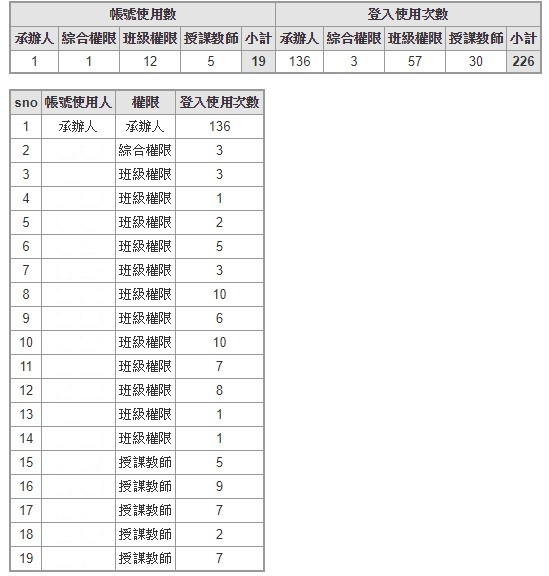 帳號使用數 登入使用次數
承辦人 綜合權限 班級權限 授課教師 小計 承辦人 綜合權限 班級權限 授課教師 小計
1 1 12 5 19 136 3 57 30 226
sno 帳號使用人 權限 登入使用次數
1 承辦人 承辦人 136
2 綜合權限 3
3 班級權限 3
4 班級權限 1
5 班級權限 2
6 班級權限 5
7 班級權限 3
8 班級權限 10
9 班級權限 6
10 班級權限 10
11 班級權限 7
12 班級權限 8
13 班級權限 1
14 班級權限 1
15 授課教師 5
16 授課教師 9
17 授課教師 7
18 授課教師 2
19 授課教師 7